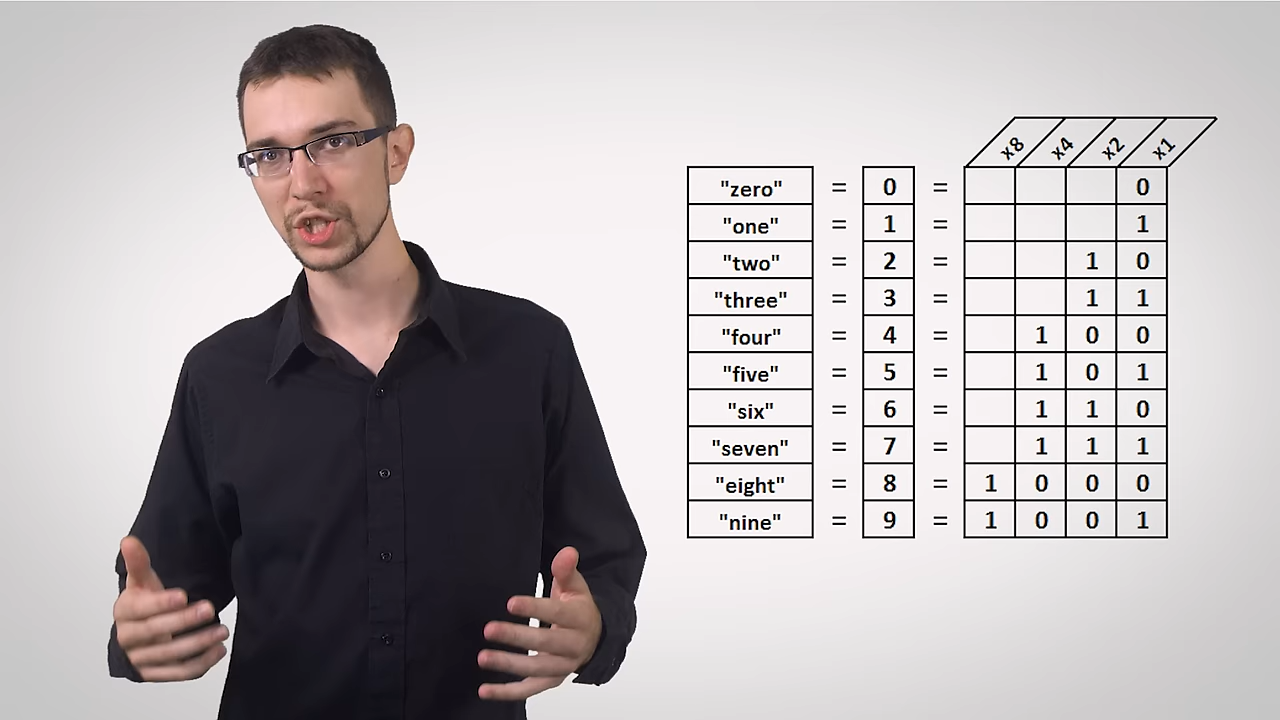 x8 x4 x2 x1
"zero" = 0 = 0
"one" = 1 = 1
"two" = 2 = 1 0
"three" = 3 = 1 1
"four" = 4 = 1 0 0
"five" = 5 = 1 0 1
"six" = 6 = 1 1 0
"seven" = 7 = 1 1 1
"eight" = 8 = 1 0 0 0
"nine" = 9 = 1 0 0 1